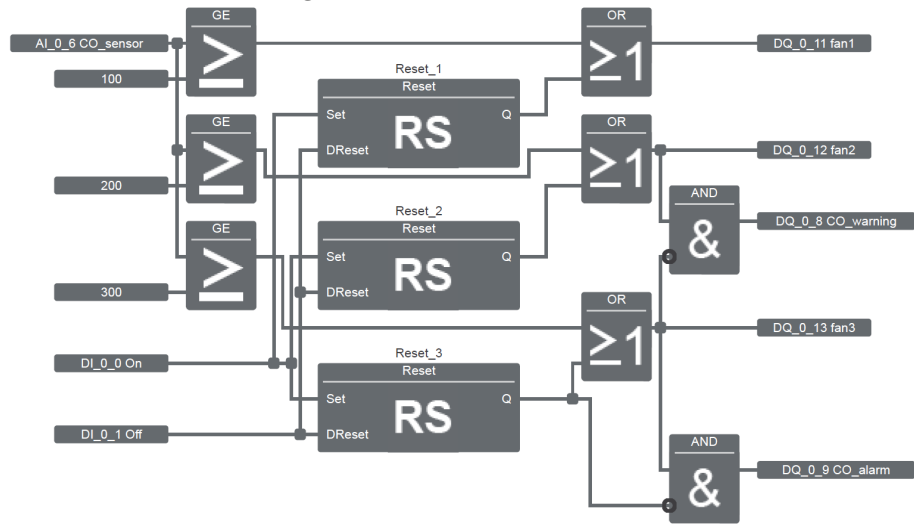 GE
OR
AI_0_6 CO_sensor
≥
≥1
DQ_0_11 fan1
100
Reset_1
Reset
Set
Q
RS
DReset
GE
OR
≥
≥1
DQ_0_12 fan2
200
AND
Reset_2
Reset
&
DQ_0_8 CO_warning
GE
≥
Set
Q
RS
DReset
300
OR
≥1
DQ_0_13 fan3
Reset_3
Reset
DI_0_0 On
Set
Q
RS
DReset
DI_0_1 Off
AND
&
DQ_0_9 CO_alarm